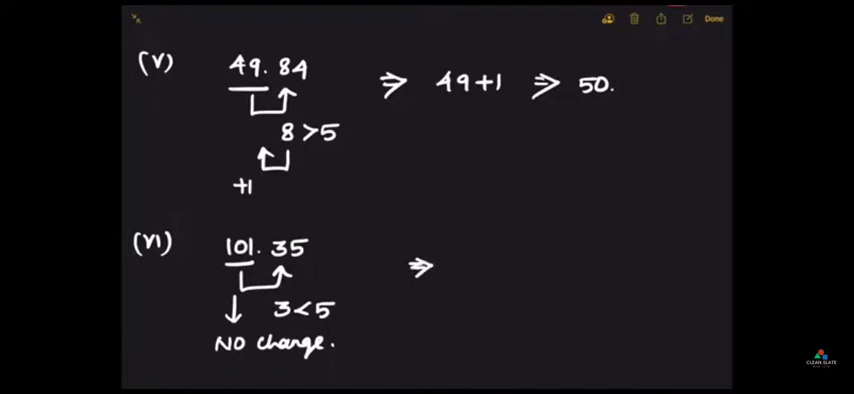 Done
(V) 49.84 ⇒ 49+1 ⇒ 50.
8>5
+1
(VI) 101.35 ⇒
3<5
NO change.
CLEAN SLATE